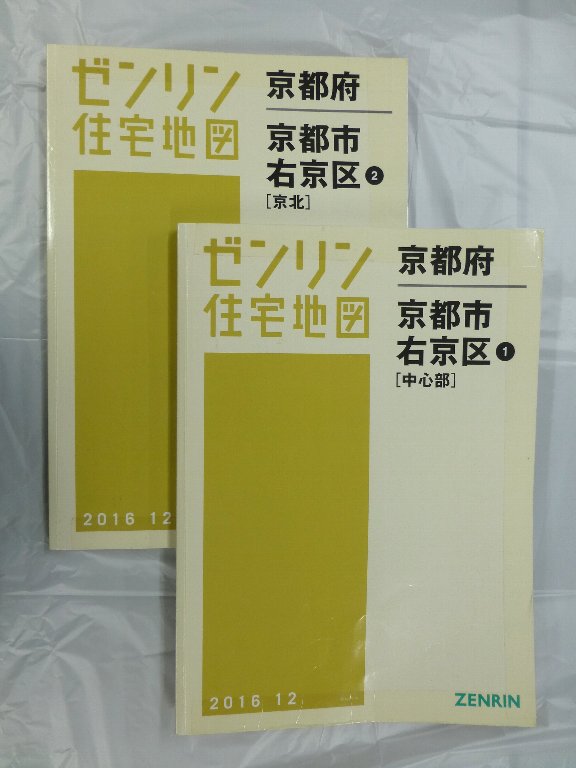 ゼンリン
住宅地図
京都府
京都市
右京区2
[京北]
2016 12
ゼンリン
住宅地図
京都府
京都市
右京区1
[中心部]
2016 12
ZENRIN